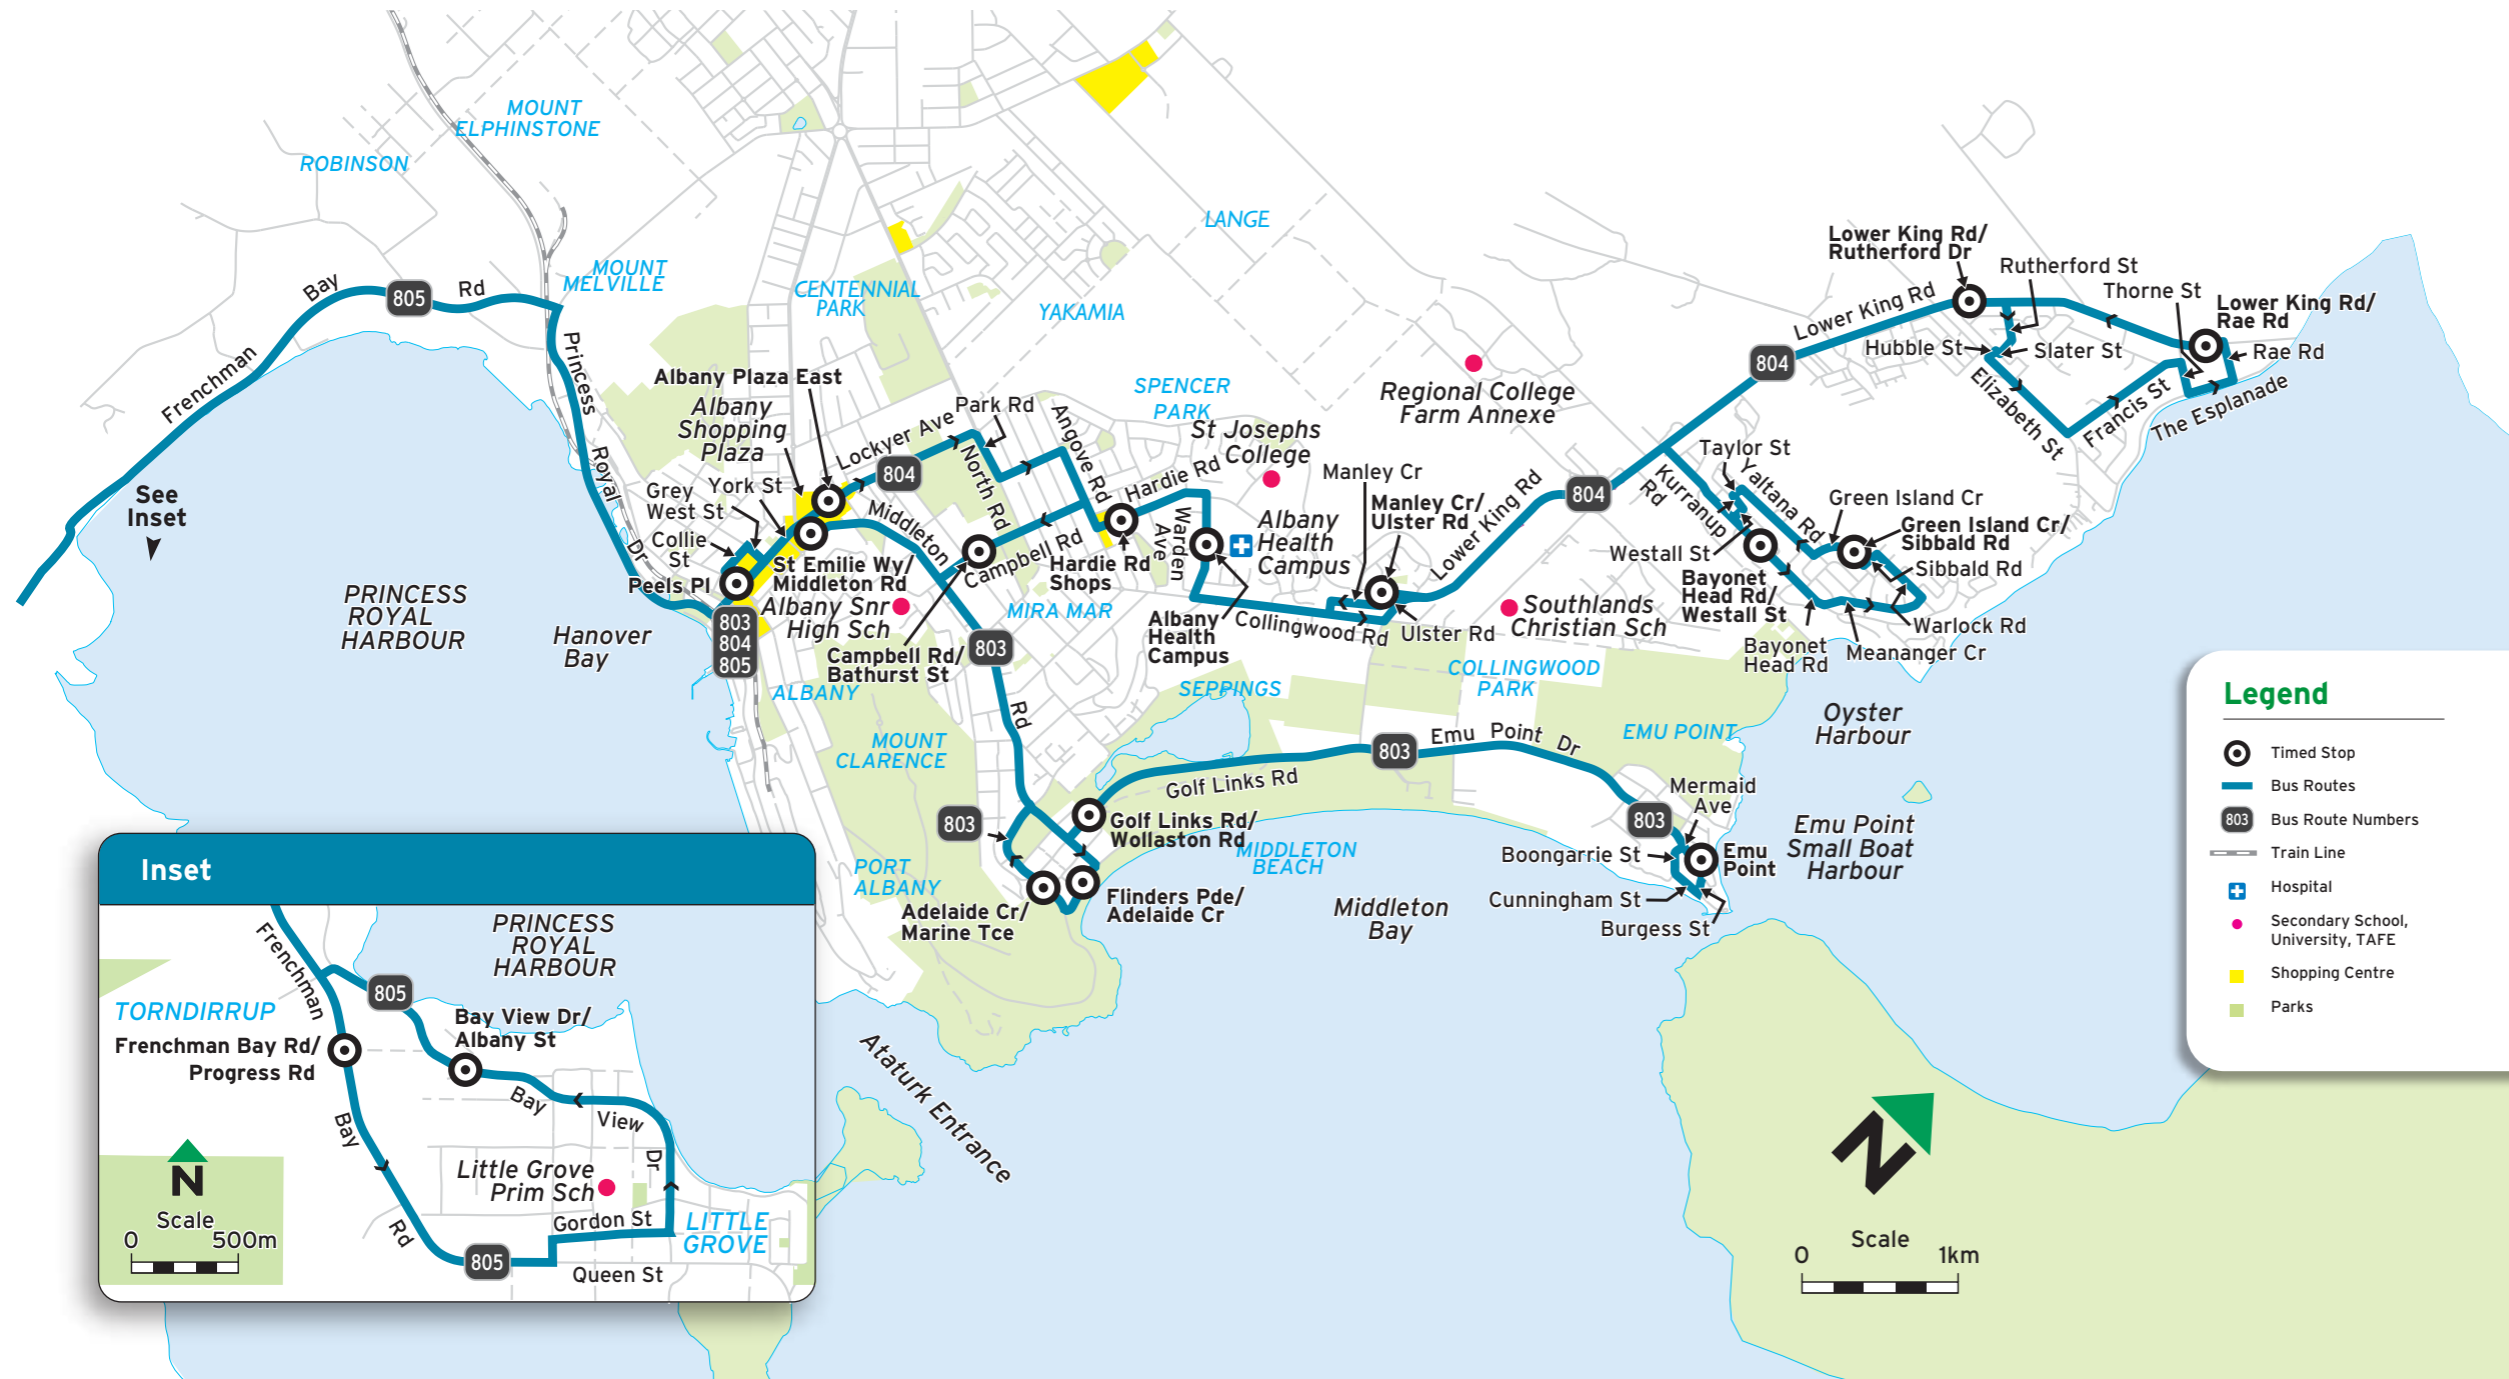 MOUNT
ELPHINSTONE
ROBINSON
LANGE
MOUNT
MELVILLE
CENTENNIAL
PARK
YAKAMIA
SPENCER
PARK
Bay
805
Rd
Frenchman
Princess
Royal
Dr
See
Inset
PRINCESS
ROYAL
HARBOUR
Hanover
Bay
Albany Plaza East
Albany
Shopping
Plaza
Lockyer Ave
Park Rd
804
North Rd
Angove Rd
Hardie Rd
York St
Grey
West St
Collie
St
Peels Pl
803
804
805
St Emilie Wy/
Middleton Rd
Middleton
Albany Snr
High Sch
Campbell Rd
Campbell Rd/
Bathurst St
Hardie Rd
Shops
MIRA MAR
803
Rd
ALBANY
MOUNT
CLARENCE
St Josephs
College
Warden
Ave
Albany
Health
Campus
Albany
Health
Campus
Manley Cr
Manley Cr/
Ulster Rd
Collingwood Rd
Ulster Rd
Lower King Rd
804
Regional College
Farm Annexe
Southlands
Christian Sch
COLLINGWOOD
PARK
SEPPINGS
EMU POINT
804
Lower King Rd
Lower King Rd/
Rutherford Dr
Rutherford St
Thorne St
Lower King Rd/
Rae Rd
Rae Rd
Hubble St
Slater St
Elizabeth St
Francis St
The Esplanade
Taylor St
Yaltana Rd
Kurranup
Rd
Green Island Cr
Green Island Cr/
Sibbald Rd
Sibbald Rd
Westall St
Bayonet
Head Rd/
Westall St
Warlock Rd
Bayonet
Head Rd
Meananger Cr
Oyster
Harbour
803
Emu Point Dr
Golf Links Rd
Golf Links Rd/
Wollaston Rd
803
MIDDLETON
BEACH
PORT
ALBANY
Adelaide Cr/
Marine Tce
Flinders Pde/
Adelaide Cr
Middleton
Bay
803
Mermaid
Ave
Boongarrie St
Emu
Point
Cunningham St
Burgess St
Emu Point
Small Boat
Harbour
Ataturk Entrance
Legend
Timed Stop
Bus Routes
803
Bus Route Numbers
Train Line
Hospital
Secondary School,
University, TAFE
Shopping Centre
Parks
N
Scale
0 1km
Inset
PRINCESS
ROYAL
HARBOUR
Frenchman
805
TORNDIRRUP
Bay View Dr/
Albany St
Frenchman Bay Rd/
Progress Rd
Bay
View
Dr
Bay
Rd
Little Grove
Prim Sch
Gordon St
LITTLE
GROVE
805
Queen St
N
Scale
0 500m